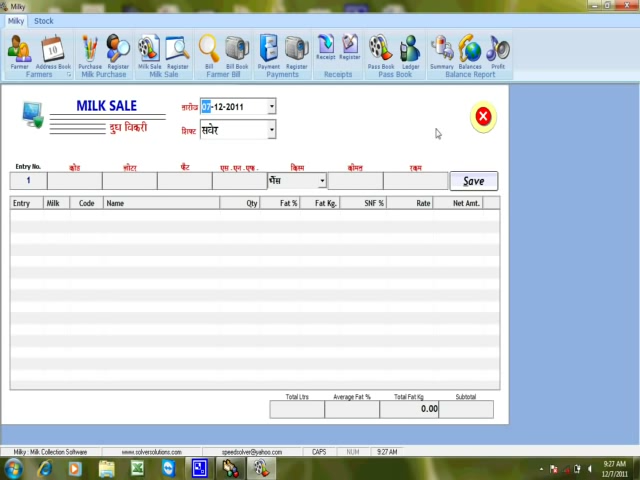 Milky
Milky Stock
Farmer Address Book Purchase Register Milk Sale Register Bill Bill Book Payment Register Receipt Register Pass Book Ledger Summary Balances Profit
Farmers Milk Purchase Milk Sale Farmer Bill Payments Receipts Pass Book Balance Report
MILK SALE
दुध विक्री
तारीख 07-12-2011
शिफ्ट सवेर
Entry No. कोड लीटर फॅट एस.एन.एफ. किस्म कीमत रकम
1 भैंस Save
Entry Milk Code Name Qty Fat % Fat Kg. SNF % Rate Net Amt.
Total Ltrs Average Fat % Total Fat Kg Subtotal
0.00
Milky : Milk Collection Software www.solversolutions.com speedsolver@yahoo.com CAPS NUM 9:27 AM
9:27 AM
12/7/2011